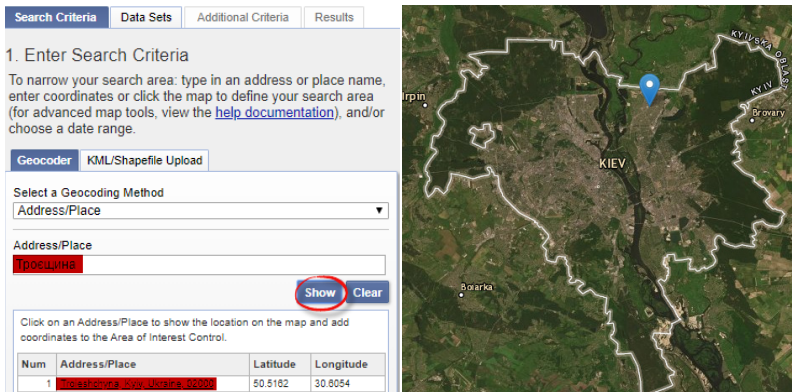 Search Criteria Data Sets Additional Criteria Results
1. Enter Search Criteria
To narrow your search area: type in an address or place name,
enter coordinates or click the map to define your search area
(for advanced map tools, view the help documentation), and/or
choose a date range.
Geocoder KML/Shapefile Upload
Select a Geocoding Method
Address/Place
Address/Place
Троєщина
Show Clear
Click on an Address/Place to show the location on the map and add
coordinates to the Area of Interest Control.
Num Address/Place Latitude Longitude
1 Troieshchyna, Kyiv, Ukraine, 02000 50.5162 30.6054
KYIVSKA OBLAST
KYIV
Irpin
Brovary
KIEV
Boiarka